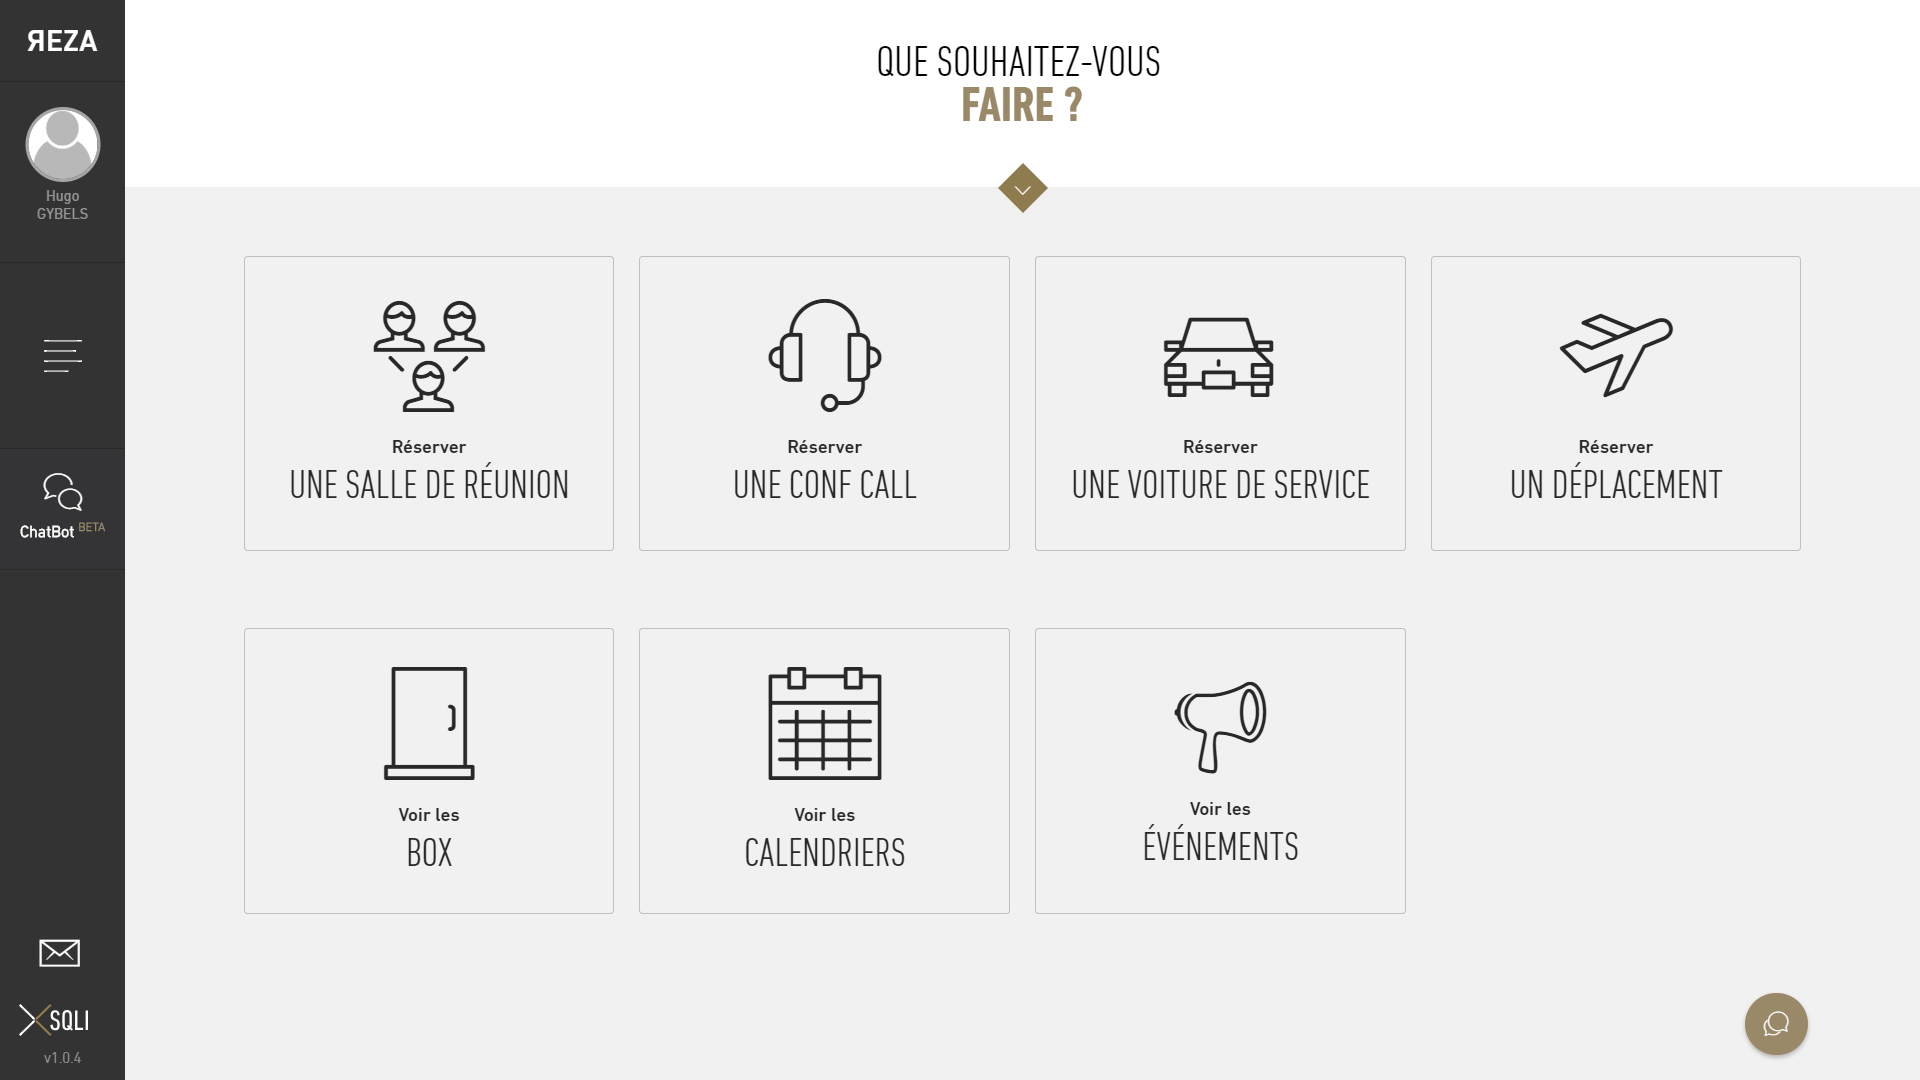 ЯEZA
Hugo
GYBELS
ChatBot BETA
SQLI
v1.0.4
QUE SOUHAITEZ-VOUS
FAIRE ?
Réserver
UNE SALLE DE RÉUNION
Réserver
UNE CONF CALL
Réserver
UNE VOITURE DE SERVICE
Réserver
UN DÉPLACEMENT
Voir les
BOX
Voir les
CALENDRIERS
Voir les
ÉVÉNEMENTS